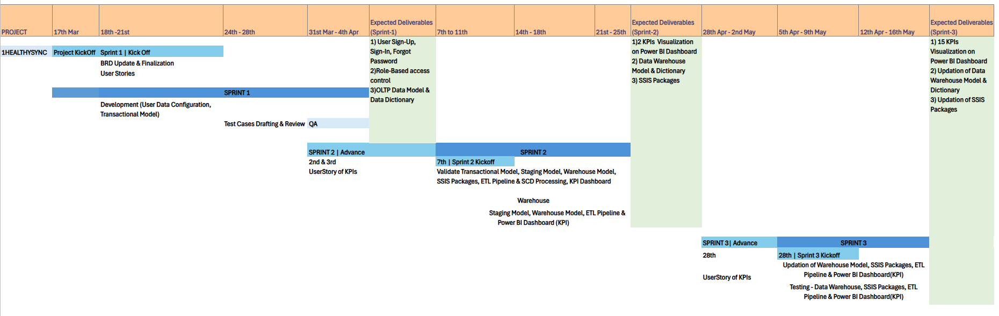 Expected Deliverables
Expected Deliverables
Expected Deliverables
PROJECT
17th Mar
18th -21st
24th - 28th
31st Mar - 4th Apr
(Sprint-1)
7th to 11th
14th - 18th
21st - 25th
(Sprint-2)
28th Apr - 2nd May
5th Apr - 9th May
12th Apr - 16th May
(Sprint-3)
1HEALTHYSYNC
Project KickOff
Sprint 1 | Kick Off
BRD Update & Finalization
User Stories
SPRINT 1
Development (User Data Configuration,
Transactional Model)
Test Cases Drafting & Review
QA
1) User Sign-Up,
Sign-In, Forgot
Password
2)Role-Based access
control
3)OLTP Data Model &
Data Dictionary
SPRINT 2 | Advance
2nd & 3rd
UserStory of KPIs
SPRINT 2
7th | Sprint 2 Kickoff
Validate Transactional Model, Staging Model, Warehouse Model,
SSIS Packages, ETL Pipeline & SCD Processing, KPI Dashboard
Warehouse
Staging Model, Warehouse Model, ETL Pipeline &
Power BI Dashboard (KPI)
1)2 KPIs  Visualization
on Power BI Dashboard
2) Data Warehouse
Model & Dictionary
3) SSIS Packages
SPRINT 3| Advance
28th
UserStory of KPIs
SPRINT 3
28th | Sprint 3 Kickoff
Updation of Warehouse Model, SSIS Packages, ETL
Pipeline & Power BI Dashboard(KPI)
Testing - Data Warehouse, SSIS Packages, ETL
Pipeline & Power BI Dashboard(KPI)
1) 15 KPIs
Visualization on
Power BI Dashboard
2) Updation of Data
Warehouse Model &
Dictionary
3) Updation of SSIS
Packages